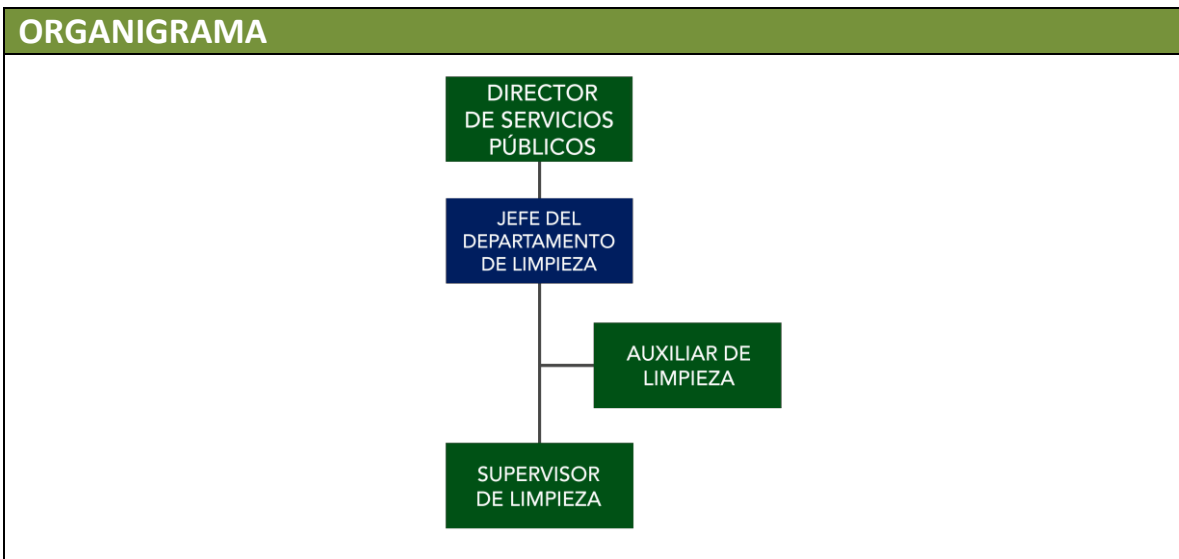 ORGANIGRAMA
DIRECTOR
DE SERVICIOS
PÚBLICOS
JEFE DEL
DEPARTAMENTO
DE LIMPIEZA
AUXILIAR DE
LIMPIEZA
SUPERVISOR
DE LIMPIEZA